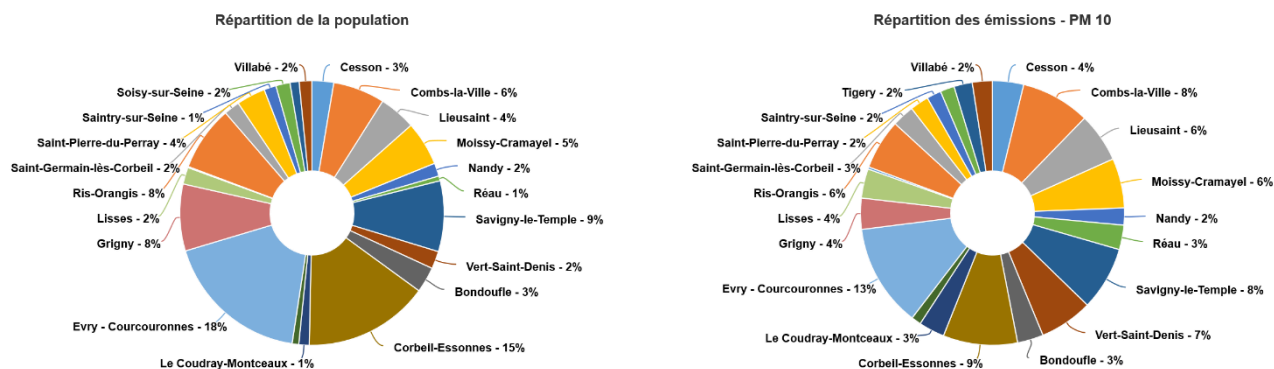 Répartition de la population
Villabé - 2%
Cesson - 3%
Soisy-sur-Seine - 2%
Combs-la-Ville - 6%
Saintry-sur-Seine - 1%
Lieusaint - 4%
Saint-Pierre-du-Perray - 4%
Moissy-Cramayel - 5%
Saint-Germain-lès-Corbeil - 2%
Nandy - 2%
Ris-Orangis - 8%
Réau - 1%
Lisses - 2%
Savigny-le-Temple - 9%
Grigny - 8%
Vert-Saint-Denis - 2%
Bondoufle - 3%
Evry - Courcouronnes - 18%
Corbeil-Essonnes - 15%
Le Coudray-Montceaux - 1%
Répartition des émissions - PM 10
Villabé - 2%
Cesson - 4%
Tigery - 2%
Combs-la-Ville - 8%
Saintry-sur-Seine - 2%
Lieusaint - 6%
Saint-Pierre-du-Perray - 2%
Saint-Germain-lès-Corbeil - 3%
Moissy-Cramayel - 6%
Ris-Orangis - 6%
Nandy - 2%
Lisses - 4%
Réau - 3%
Grigny - 4%
Evry - Courcouronnes - 13%
Savigny-le-Temple - 8%
Vert-Saint-Denis - 7%
Le Coudray-Montceaux - 3%
Bondoufle - 3%
Corbeil-Essonnes - 9%